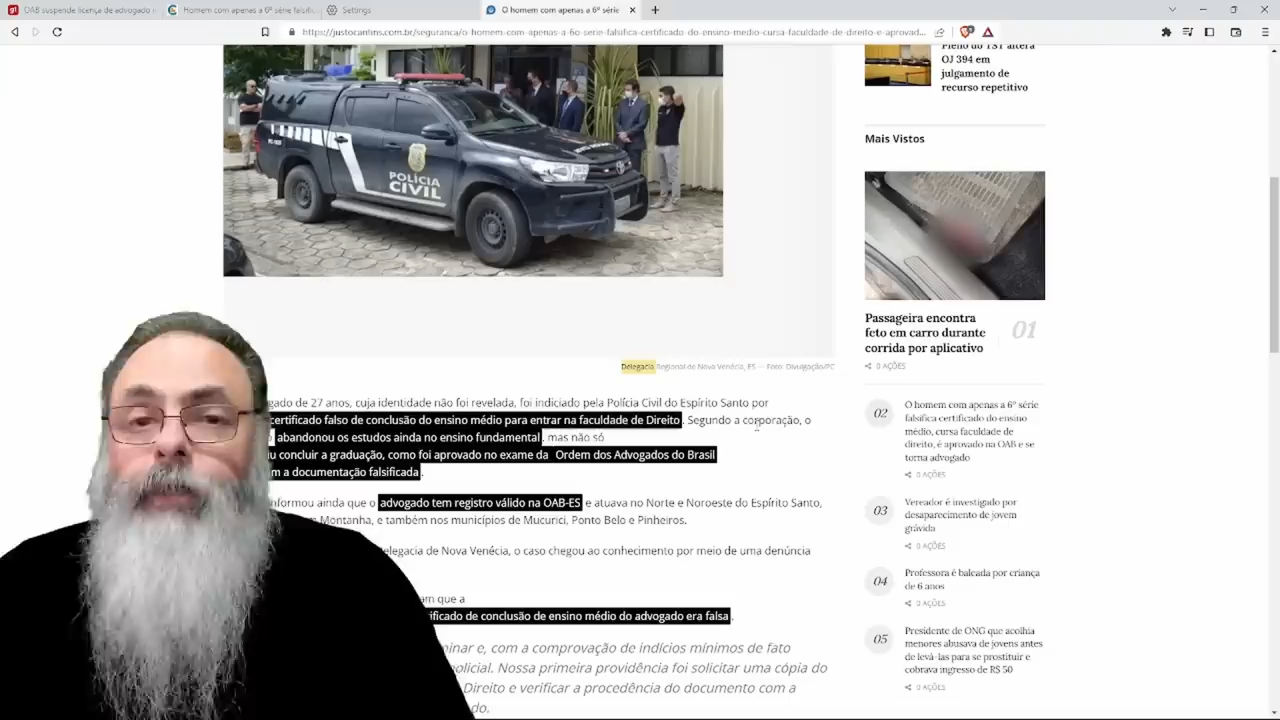 OAB suspende licença de advogado
Homem com apenas a 6ª série falsific
Settings
O homem com apenas a 6ª série
https://justocantins.com.br/seguranca/o-homem-com-apenas-a-6o-serie-falsifica-certificado-do-ensino-medio-cursa-faculdade-de-direito-e-aprovad...
POLÍCIA
CIVIL
Delegacia Regional de Nova Venécia, ES — Foto: Divulgação/PC
gado de 27 anos, cuja identidade não foi revelada, foi indiciado pela Polícia Civil do Espírito Santo por
certificado falso de conclusão do ensino médio para entrar na faculdade de Direito. Segundo a corporação, o
abandonou os estudos ainda no ensino fundamental, mas não só
u concluir a graduação, como foi aprovado no exame da Ordem dos Advogados do Brasil
m a documentação falsificada.
nformou ainda que o advogado tem registro válido na OAB-ES e atuava no Norte e Noroeste do Espírito Santo,
m Montanha, e também nos municípios de Mucurici, Ponto Belo e Pinheiros.
elegacia de Nova Venécia, o caso chegou ao conhecimento por meio de uma denúncia
am que a
ificado de conclusão de ensino médio do advogado era falsa.
inar e, com a comprovação de indícios mínimos de fato
olicial. Nossa primeira providência foi solicitar uma cópia do
Direito e verificar a procedência do documento com a
do.
Pleno do TST altera
OJ 394 em
julgamento de
recurso repetitivo
Mais Vistos
Passageira encontra
feto em carro durante
corrida por aplicativo
01
0 AÇÕES
02
O homem com apenas a 6º série
falsifica certificado do ensino
médio, cursa faculdade de
direito, é aprovado na OAB e se
torna advogado
0 AÇÕES
03
Vereador é investigado por
desaparecimento de jovem
grávida
0 AÇÕES
04
Professora é baleada por criança
de 6 anos
0 AÇÕES
05
Presidente de ONG que acolhia
menores abusava de jovens antes
de levá-las para se prostituir e
cobrava ingresso de R$ 50
0 AÇÕES